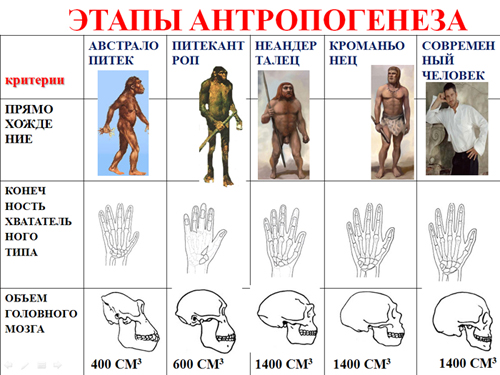 ЭТАПЫ АНТРОПОГЕНЕЗА
критерии
АВСТРАЛО
ПИТЕК
ПИТЕКАНТ
РОП
НЕАНДЕР
ТАЛЕЦ
КРОМАНЬО
НЕЦ
СОВРЕМЕН
НЫЙ
ЧЕЛОВЕК
ПРЯМО
ХОЖДЕ
НИЕ
КОНЕЧ
НОСТЬ
ХВАТАТЕЛЬ
НОГО
ТИПА
ОБЪЕМ
ГОЛОВНОГО
МОЗГА
400 СМ³
600 СМ³
1400 СМ³
1400 СМ³
1400 СМ³